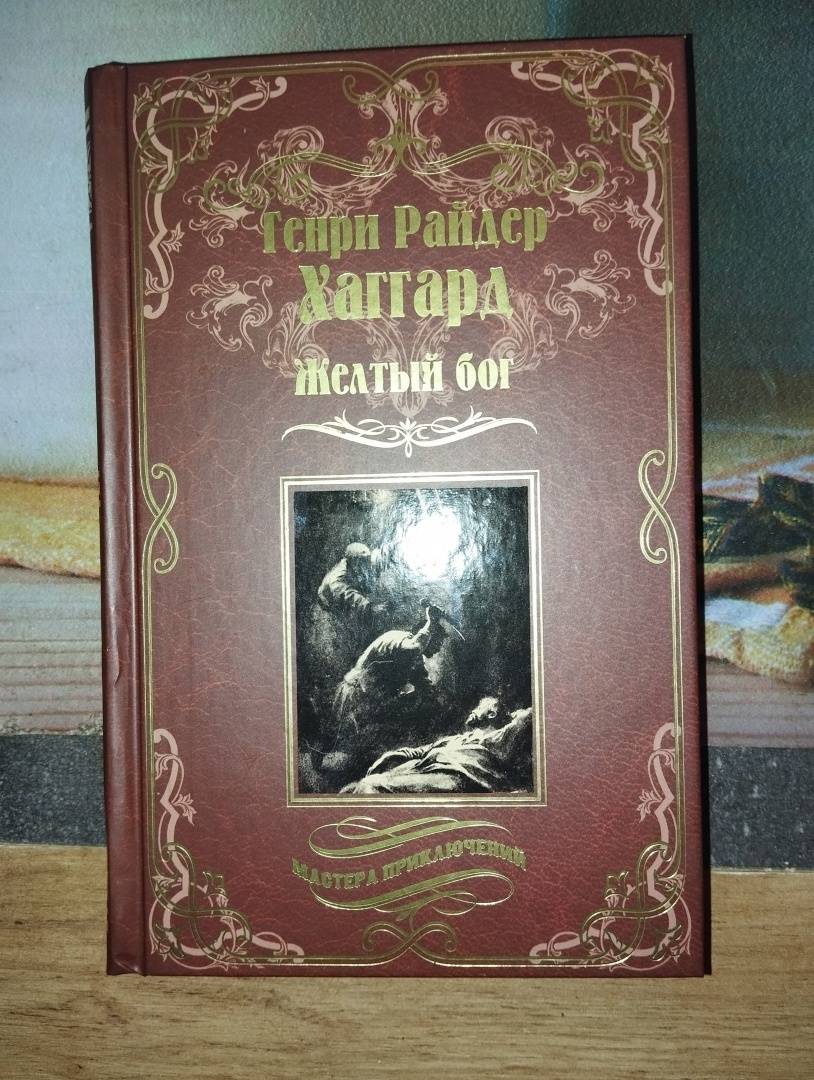 Генри Райдер
Хаггард
Желтый бог
МАСТЕРА ПРИКЛЮЧЕНИЙ